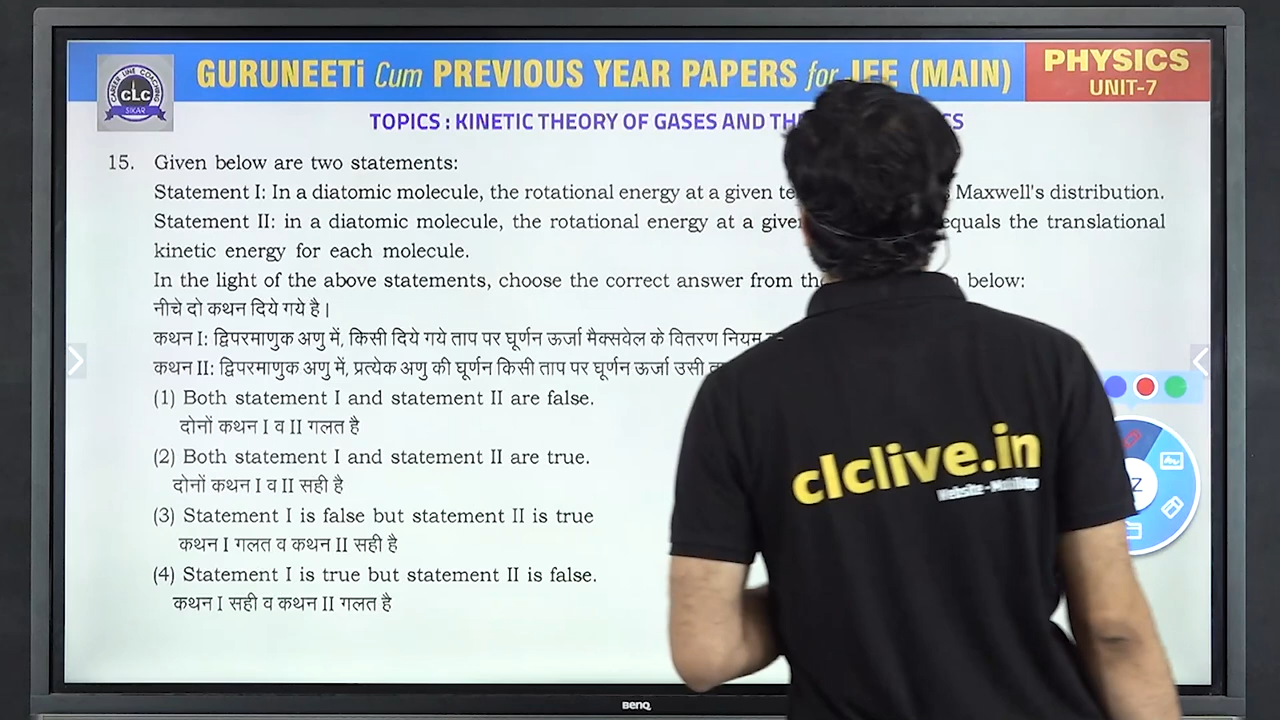 GURUNEETi Cum PREVIOUS YEAR PAPERS for JEE (MAIN)
PHYSICS
UNIT-7
CLC
SIKAR
TOPICS : KINETIC THEORY OF GASES AND
15. Given below are two statements:
Statement I: In a diatomic molecule, the rotational energy at a given Maxwell's distribution.
Statement II: in a diatomic molecule, the rotational energy at a equals the translational
kinetic energy for each molecule.
In the light of the above statements, choose the correct answer from below:
नीचे दो कथन दिये गये है।
कथन I: द्विपरमाणुक अणु में, किसी दिये गये ताप पर घूर्णन ऊर्जा मैक्सवेल के वितरण नियम
कथन II: द्विपरमाणुक अणु में, प्रत्येक अणु की घूर्णन किसी ताप पर घूर्णन ऊर्जा उसी
(1) Both statement I and statement II are false.
दोनों कथन I व II गलत है
(2) Both statement I and statement II are true.
दोनों कथन I व II सही है
(3) Statement I is false but statement II is true
कथन I गलत व कथन II सही है
(4) Statement I is true but statement II is false.
कथन I सही व कथन II गलत है
clclive.in
Z
BenQ